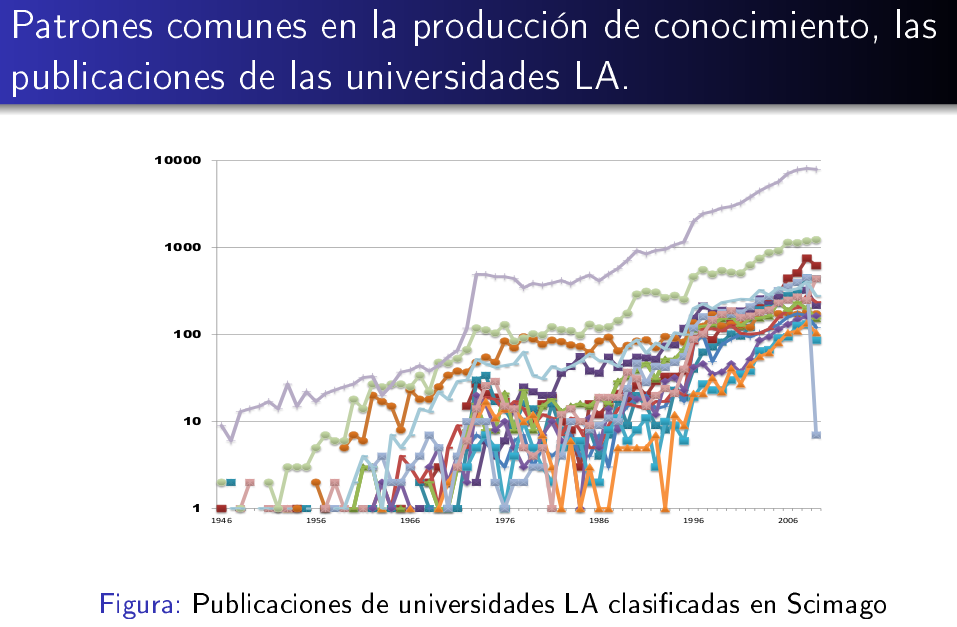 Patrones comunes en la producción de conocimiento, las
publicaciones de las universidades LA.
10000
1000
100
10
1
1946 1956 1966 1976 1986 1996 2006
Figura: Publicaciones de universidades LA clasificadas en Scimago